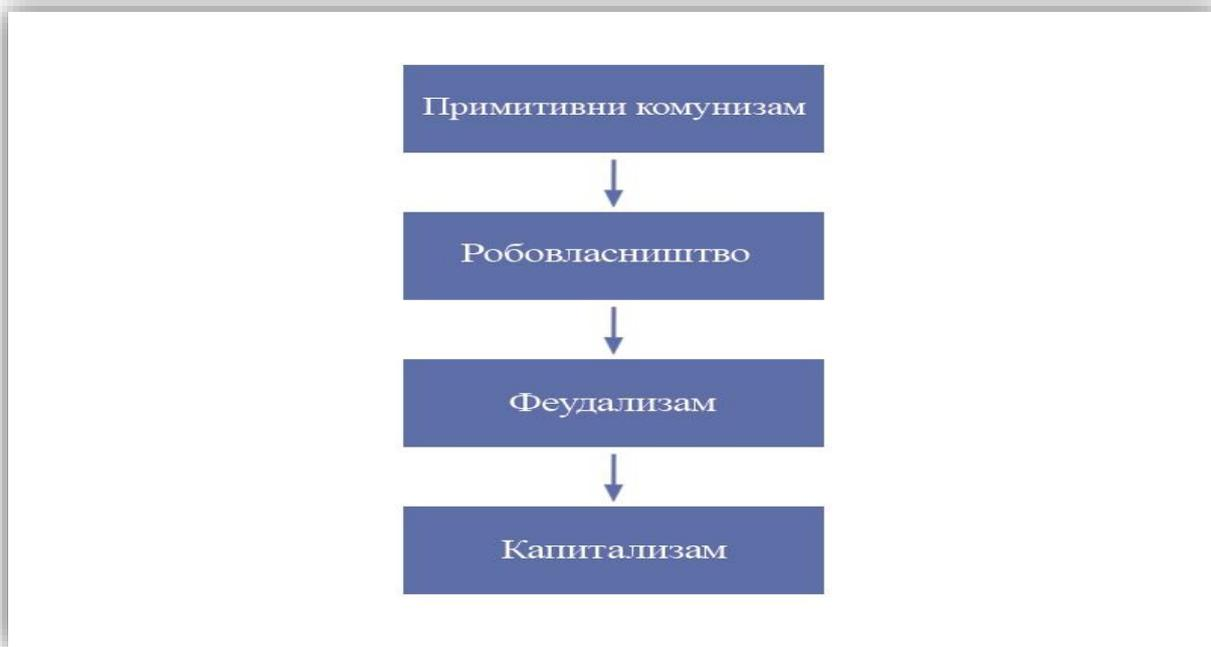 Примитивни комунизам
Робовласништво
Феудализам
Капитализам